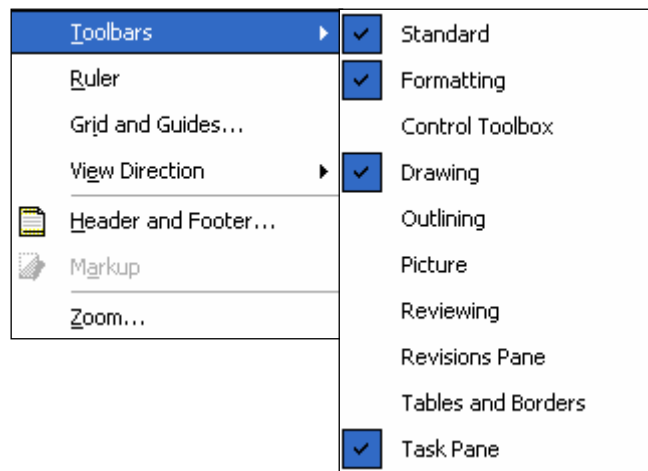 Toolbars
Ruler
Grid and Guides...
View Direction
Header and Footer...
Markup
Zoom...
Standard
Formatting
Control Toolbox
Drawing
Outlining
Picture
Reviewing
Revisions Pane
Tables and Borders
Task Pane